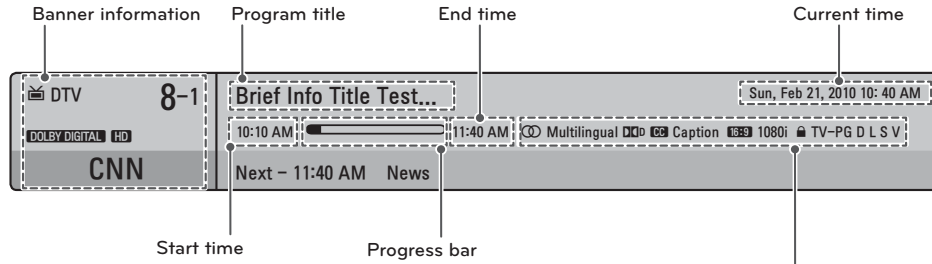 Banner information
Program title
End time
Current time
DTV
8-1
Brief Info Title Test...
Sun, Feb 21, 2010 10: 40 AM
DOLBY DIGITAL HD
10:10 AM
11:40 AM
Multilingual DD CC Caption 16:9 1080i TV-PG D L S V
CNN
Next - 11:40 AM News
Start time
Progress bar